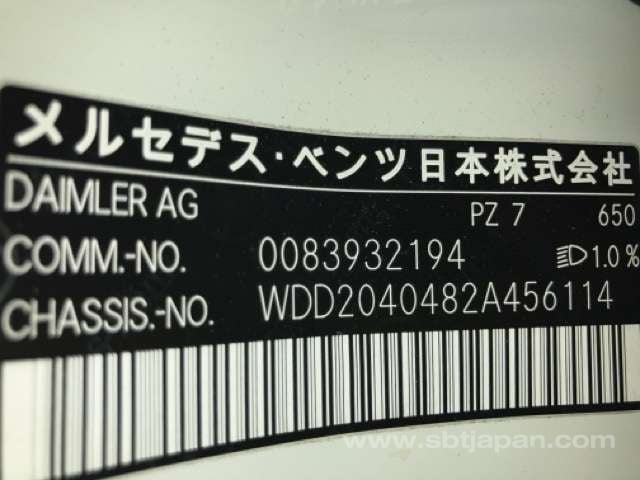 メルセデス・ベンツ日本株式会社
DAIMLER AG PZ 7 650
COMM.-NO. 0083932194 1.0%
CHASSIS.-NO. WDD2040482A456114
www.sbtjapan.com